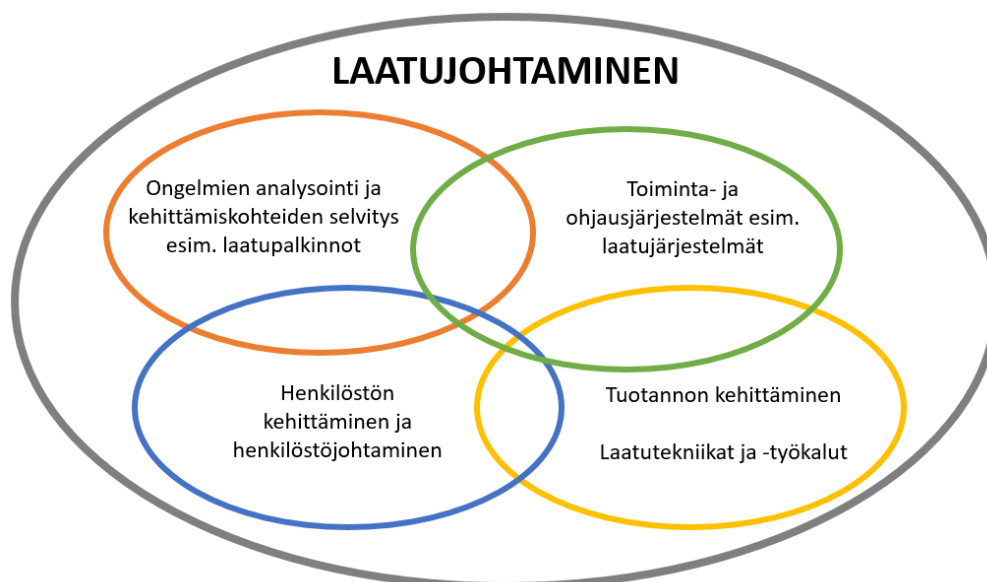 LAATUJOHTAMINEN
Ongelmien analysointi ja
kehittämiskohteiden selvitys
esim. laatupalkinnot
Toiminta- ja
ohjausjärjestelmät esim.
laatujärjestelmät
Henkilöstön
kehittäminen ja
henkilöstöjohtaminen
Tuotannon kehittäminen
Laatutekniikat ja -työkalut